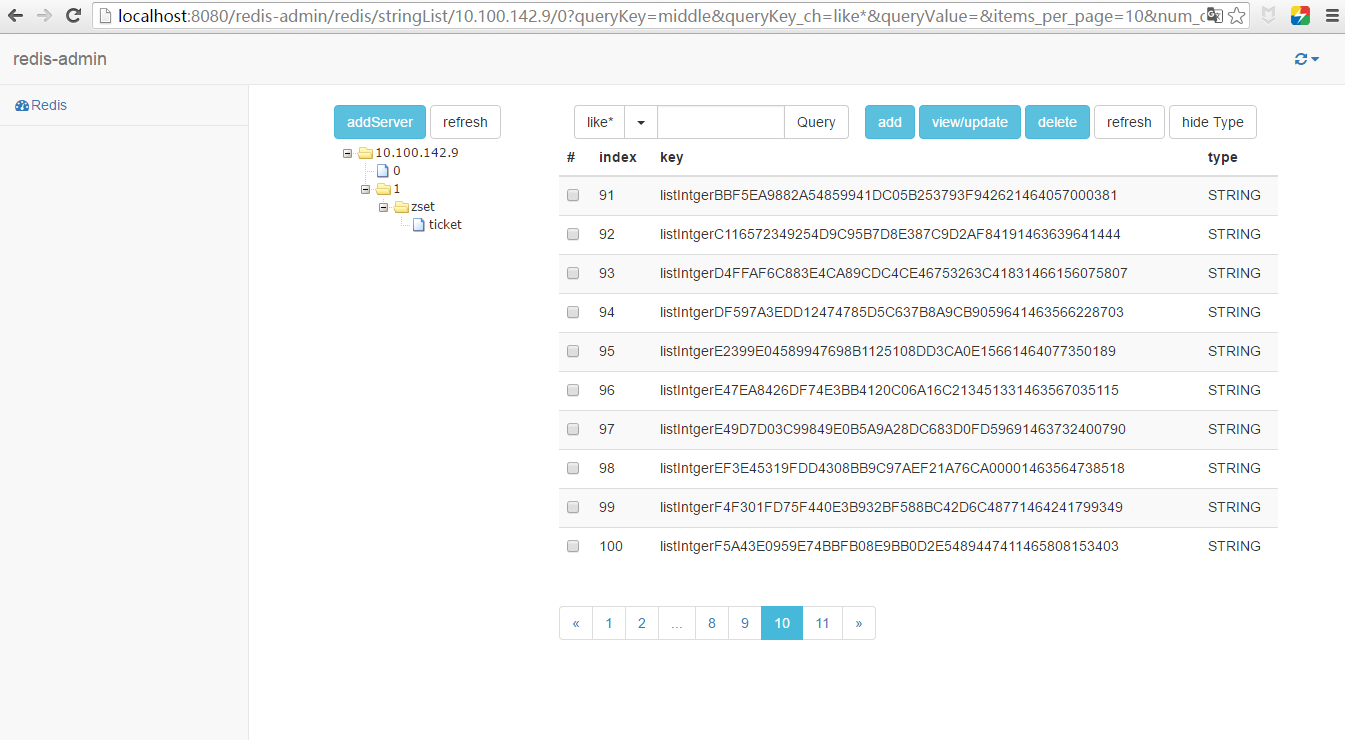 localhost:8080/redis-admin/redis/stringList/10.100.142.9/0?queryKey=middle&queryKey_ch=like*&queryValue=&items_per_page=10&num_
redis-admin
Redis
addServer refresh like* Query add view/update delete refresh hide Type
10.100.142.9
0
1
zset
ticket
# index key type
91 listIntgerBBF5EA9882A54859941DC05B253793F942621464057000381 STRING
92 listIntgerC116572349254D9C95B7D8E387C9D2AF84191463639641444 STRING
93 listIntgerD4FFAF6C883E4CA89CDC4CE46753263C41831466156075807 STRING
94 listIntgerDF597A3EDD12474785D5C637B8A9CB9059641463566228703 STRING
95 listIntgerE2399E04589947698B1125108DD3CA0E15661464077350189 STRING
96 listIntgerE47EA8426DF74E3BB4120C06A16C213451331463567035115 STRING
97 listIntgerE49D7D03C99849E0B5A9A28DC683D0FD59691463732400790 STRING
98 listIntgerEF3E45319FDD4308BB9C97AEF21A76CA00001463564738518 STRING
99 listIntgerF4F301FD75F440E3B932BF588BC42D6C48771464241799349 STRING
100 listIntgerF5A43E0959E74BBFB08E9BB0D2E5489447411465808153403 STRING
« 1 2 ... 8 9 10 11 »